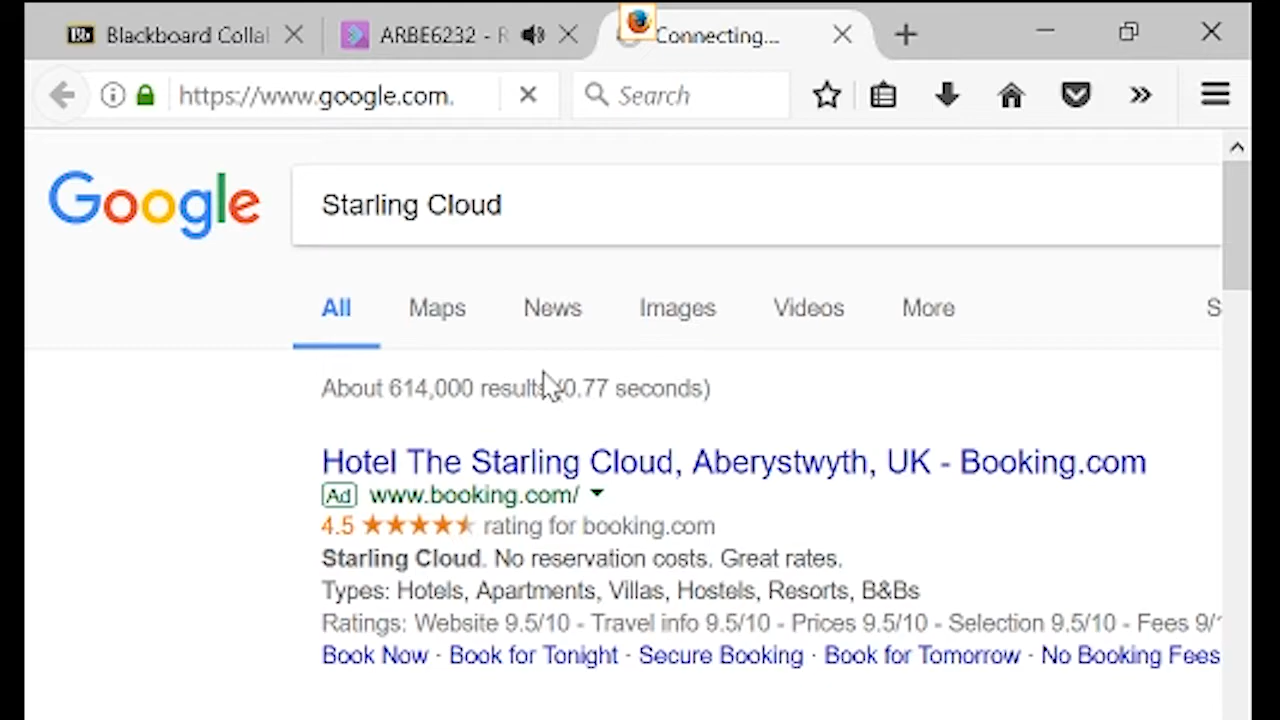 Bb Blackboard Collal
ARBE6232 - R
Connecting...
https://www.google.com.
Search
Google
Starling Cloud
All Maps News Images Videos More S
About 614,000 results (0.77 seconds)
Hotel The Starling Cloud, Aberystwyth, UK - Booking.com
Ad www.booking.com/
4.5 rating for booking.com
Starling Cloud. No reservation costs. Great rates.
Types: Hotels, Apartments, Villas, Hostels, Resorts, B&Bs
Ratings: Website 9.5/10 - Travel info 9.5/10 - Prices 9.5/10 - Selection 9.5/10 - Fees 9/
Book Now · Book for Tonight · Secure Booking · Book for Tomorrow · No Booking Fees